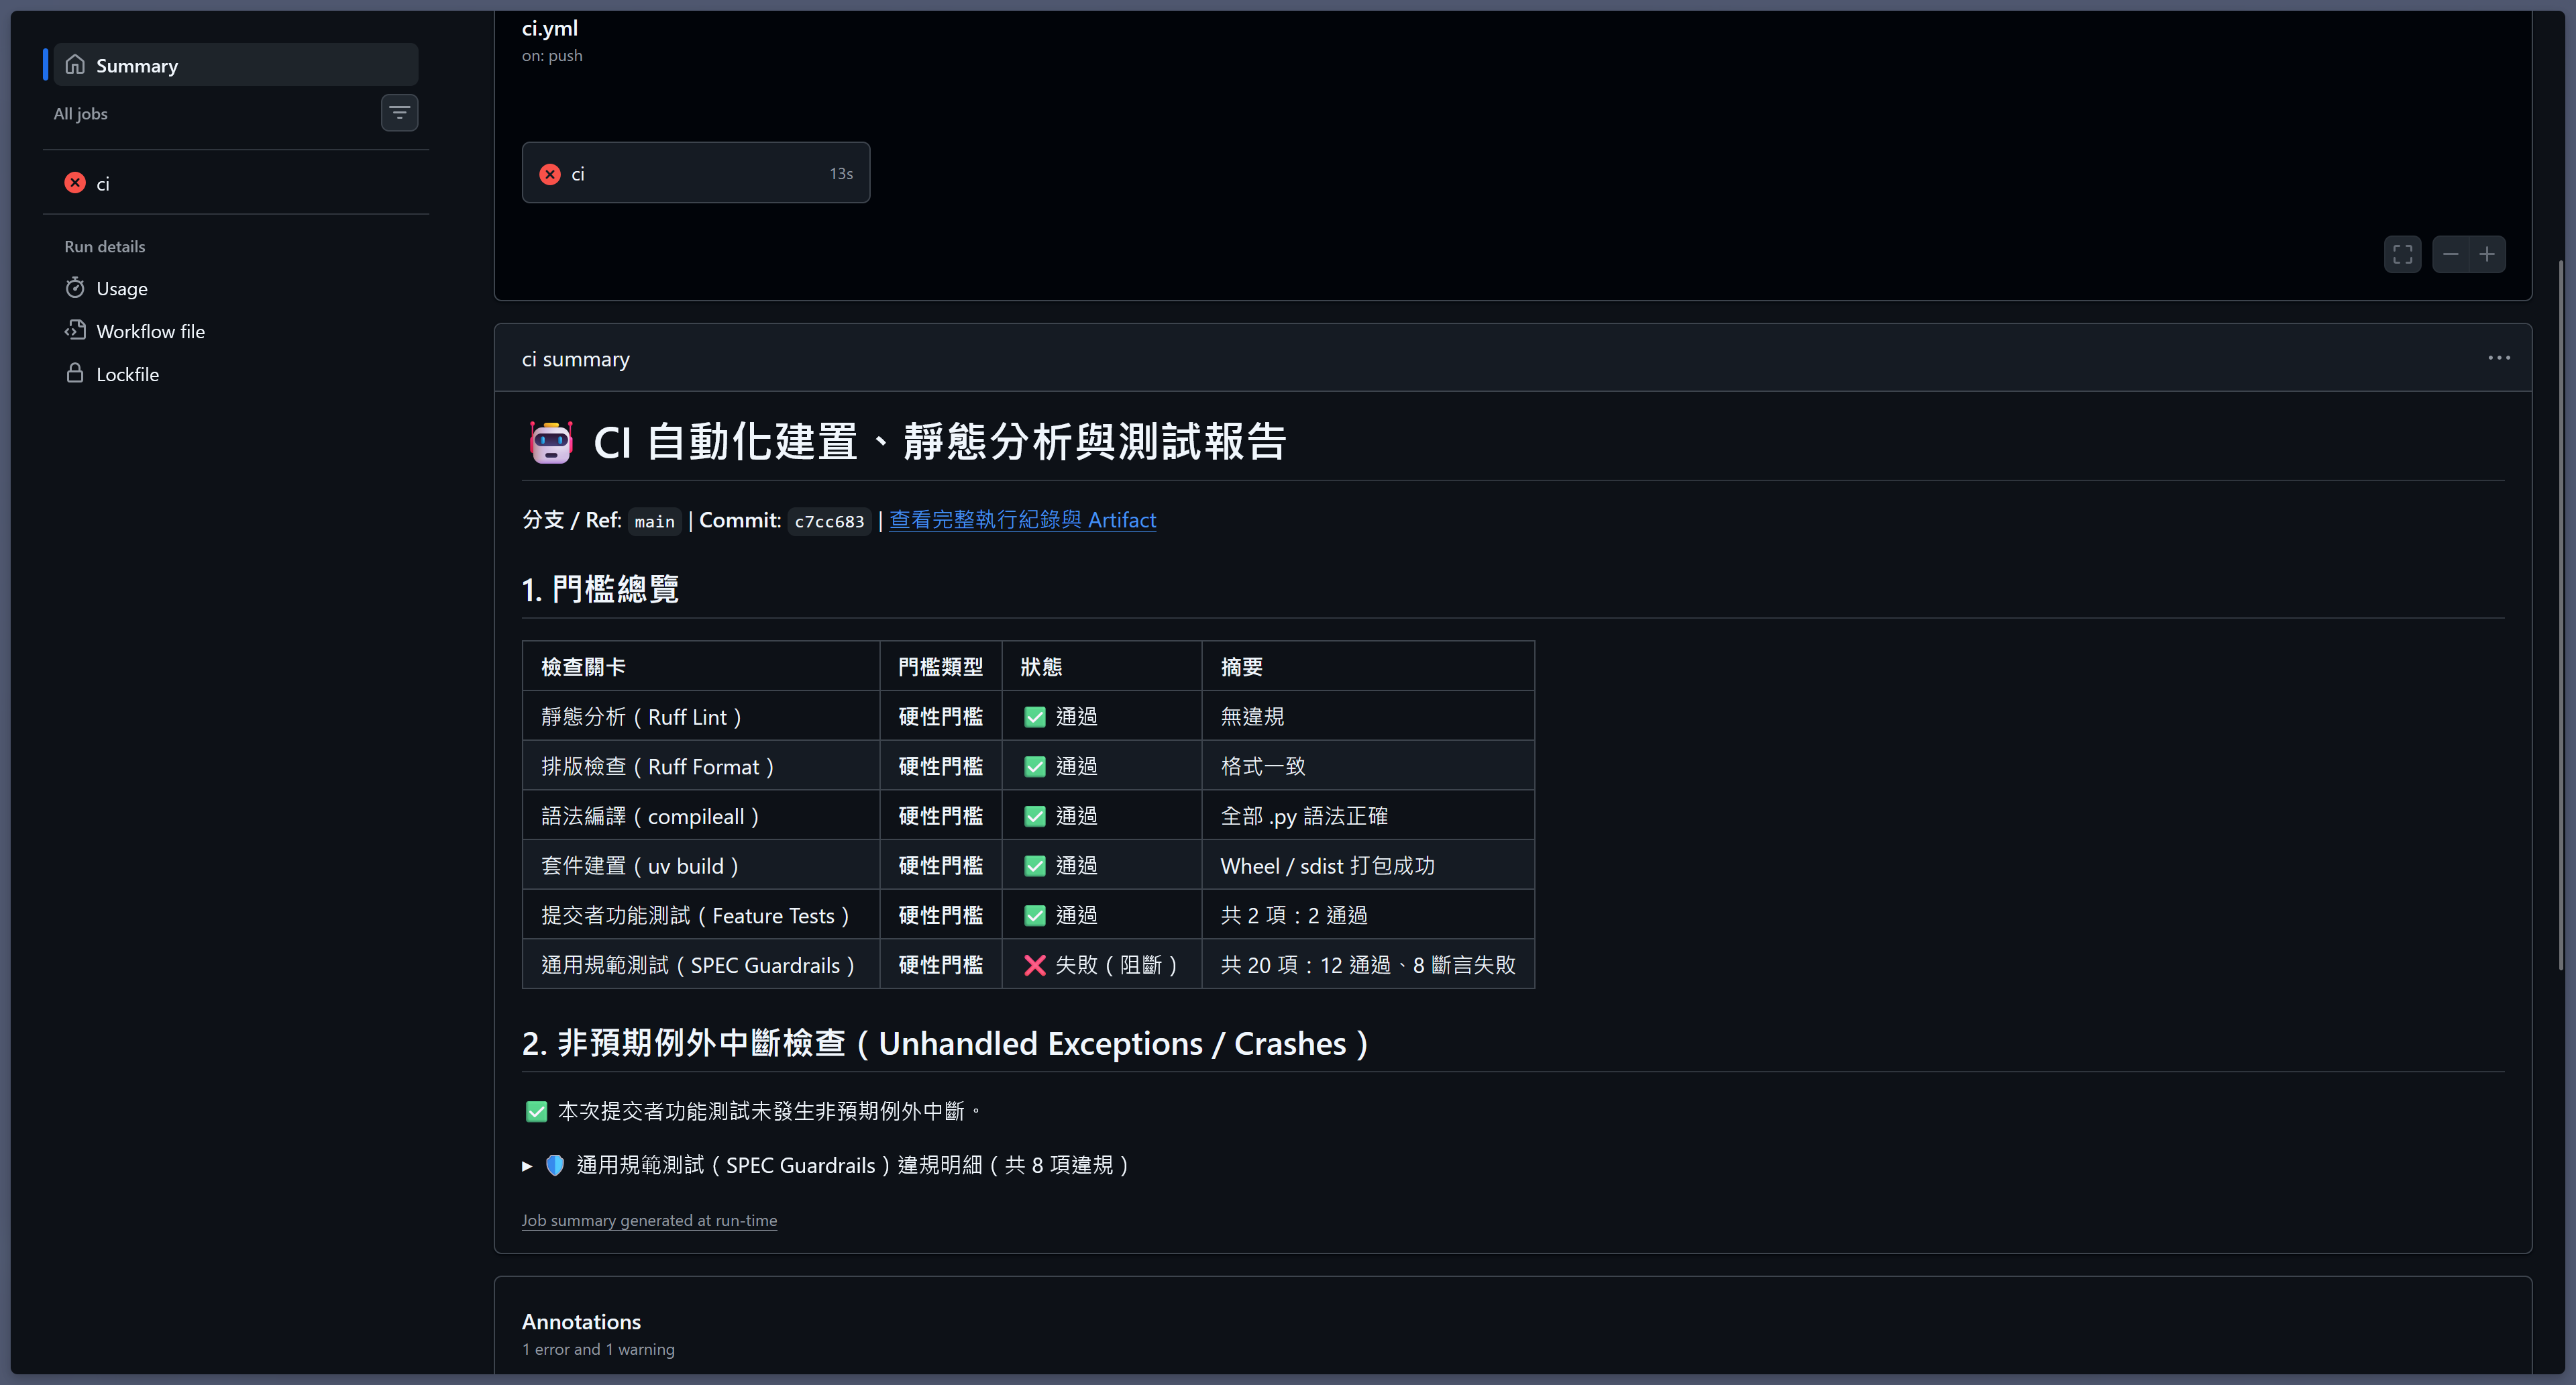 Summary
All jobs
ci
Run details
Usage
Workflow file
Lockfile
ci.yml
on: push
ci 13s
ci summary
CI 自動化建置、靜態分析與測試報告
分支 / Ref: main | Commit: c7cc683 | 查看完整執行紀錄與 Artifact
1. 門檻總覽
檢查關卡 門檻類型 狀態 摘要
靜態分析（Ruff Lint） 硬性門檻 ✅ 通過 無違規
排版檢查（Ruff Format） 硬性門檻 ✅ 通過 格式一致
語法編譯（compileall） 硬性門檻 ✅ 通過 全部 .py 語法正確
套件建置（uv build） 硬性門檻 ✅ 通過 Wheel / sdist 打包成功
提交者功能測試（Feature Tests） 硬性門檻 ✅ 通過 共 2 項：2 通過
通用規範測試（SPEC Guardrails） 硬性門檻 ❌ 失敗（阻斷） 共 20 項：12 通過、8 斷言失敗
2. 非預期例外中斷檢查（Unhandled Exceptions / Crashes）
✅ 本次提交者功能測試未發生非預期例外中斷。
▶ 🛡️ 通用規範測試（SPEC Guardrails）違規明細（共 8 項違規）
Job summary generated at run-time
Annotations
1 error and 1 warning